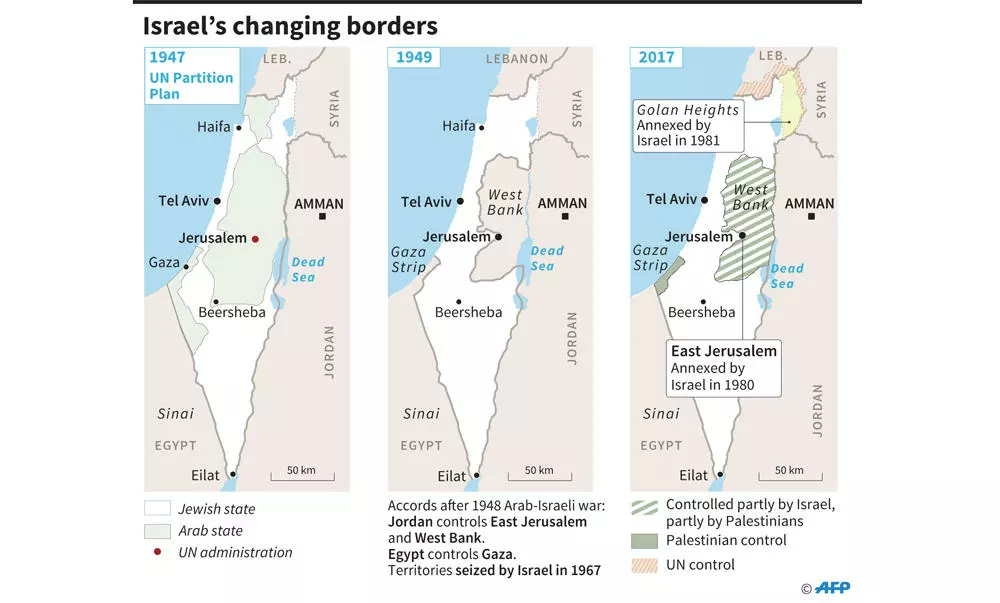 Israel's changing borders
1947
UN Partition
Plan
LEB.
SYRIA
Haifa
Tel Aviv
AMMAN
Jerusalem
Gaza
Dead
Sea
Beersheba
JORDAN
Sinai
EGYPT
Eilat
50 km
Jewish state
Arab state
UN administration
1949
LEBANON
SYRIA
Haifa
West
Bank
Tel Aviv
AMMAN
Jerusalem
Gaza
Strip
Dead
Sea
Beersheba
JORDAN
Sinai
EGYPT
Eilat
50 km
Accords after 1948 Arab-Israeli war:
Jordan controls East Jerusalem
and West Bank.
Egypt controls Gaza.
Territories seized by Israel in 1967
2017
LEB.
SYRIA
Golan Heights
Annexed by
Israel in 1981
West
Bank
Tel Aviv
AMMAN
Jerusalem
Gaza
Strip
Dead
Sea
Beersheba
East Jerusalem
Annexed by
Israel in 1980
JORDAN
Sinai
EGYPT
Eilat
50 km
Controlled partly by Israel,
partly by Palestinians
Palestinian control
UN control
© AFP